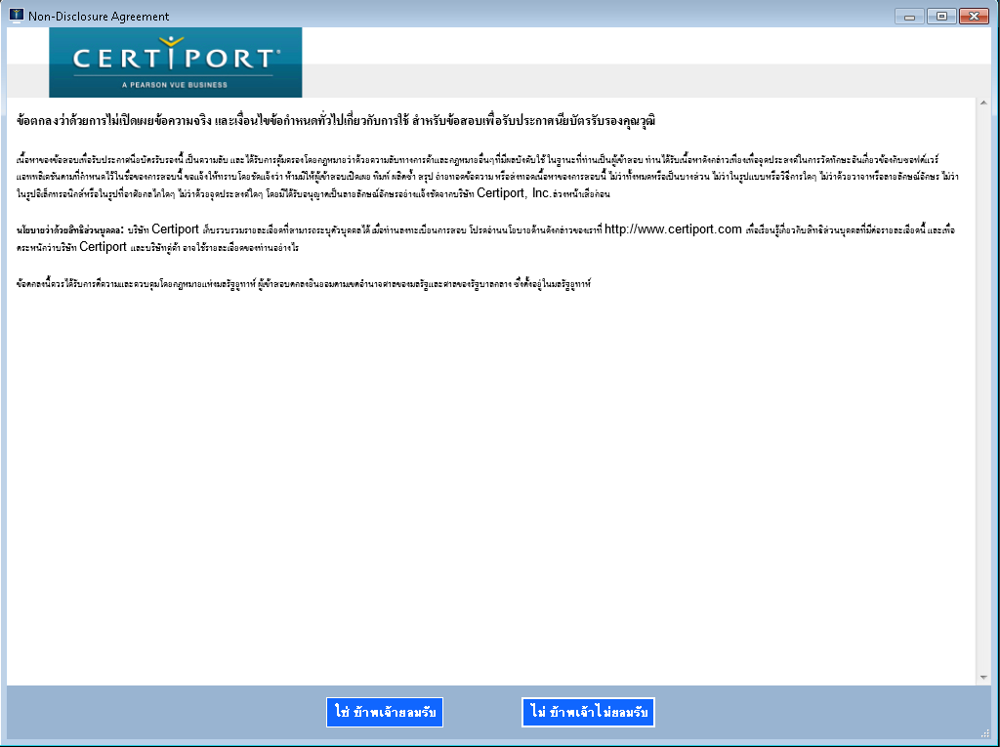 Non-Disclosure Agreement
CERTIPORT
A PEARSON VUE BUSINESS
ข้อตกลงว่าด้วยการไม่เปิดเผยข้อความจริง และเงื่อนไขข้อกำหนดทั่วไปเกี่ยวกับการใช้ สำหรับข้อสอบเพื่อรับประกาศนียบัตรรับรองคุณวุฒิ
เนื้อหาของข้อสอบเพื่อรับประกาศนียบัตรรับรองนี้ เป็นความลับ และได้รับการคุ้มครองโดยกฎหมายว่าด้วยความลับทางการค้าและกฎหมายอื่นๆที่มีผลบังคับใช้ ในฐานะที่ท่านเป็นผู้เข้าสอบ ท่านได้รับเนื้อหาดังกล่าวเพียงเพื่อจุดประสงค์ในการวัดทักษะอันเกี่ยวข้องกับซอฟต์แวร์
แอพพลิเคชันตามที่กำหนดไว้ในชื่อของการสอบนี้ ขอแจ้งให้ทราบโดยชัดแจ้งว่า ห้ามมิให้ผู้เข้าสอบเปิดเผย พิมพ์ ผลิตซ้ำ สรุป ถ่ายทอดข้อความ หรือส่งทอดเนื้อหาของการสอบนี้ ไม่ว่าทั้งหมดหรือเป็นบางส่วน ไม่ว่าในรูปแบบหรือวิธีการใดๆ ไม่ว่าด้วยวาจาหรือลายลักษณ์อักษร ไม่ว่า
ในรูปอิเล็กทรอนิกส์หรือในรูปที่อาศัยกลไกใดๆ ไม่ว่าด้วยจุดประสงค์ใดๆ โดยมิได้รับอนุญาตเป็นลายลักษณ์อักษรอย่างแจ้งชัดจากบริษัท Certiport, Inc.ล่วงหน้าเสียก่อน
นโยบายว่าด้วยสิทธิส่วนบุคคล: บริษัท Certiport เก็บรวบรวมรายละเอียดที่สามารถระบุตัวบุคคลได้ เมื่อท่านลงทะเบียนการสอบ โปรดอ่านนโยบายด้านดังกล่าวของเราที่ http://www.certiport.com เพื่อเรียนรู้เกี่ยวกับสิทธิส่วนบุคคลที่มีต่อรายละเอียดนี้ และเพื่อ
ตระหนักว่าบริษัท Certiport และบริษัทคู่ค้า อาจใช้รายละเอียดของท่านอย่างไร
ข้อตกลงนี้ควรได้รับการตีความและควบคุมโดยกฎหมายแห่งมลรัฐยูทาห์ ผู้เข้าสอบตกลงยินยอมตามเขตอำนาจศาลของมลรัฐและศาลของรัฐบาลกลาง ซึ่งตั้งอยู่ในมลรัฐยูทาห์
ใช่ ข้าพเจ้ายอมรับ
ไม่ ข้าพเจ้าไม่ยอมรับ